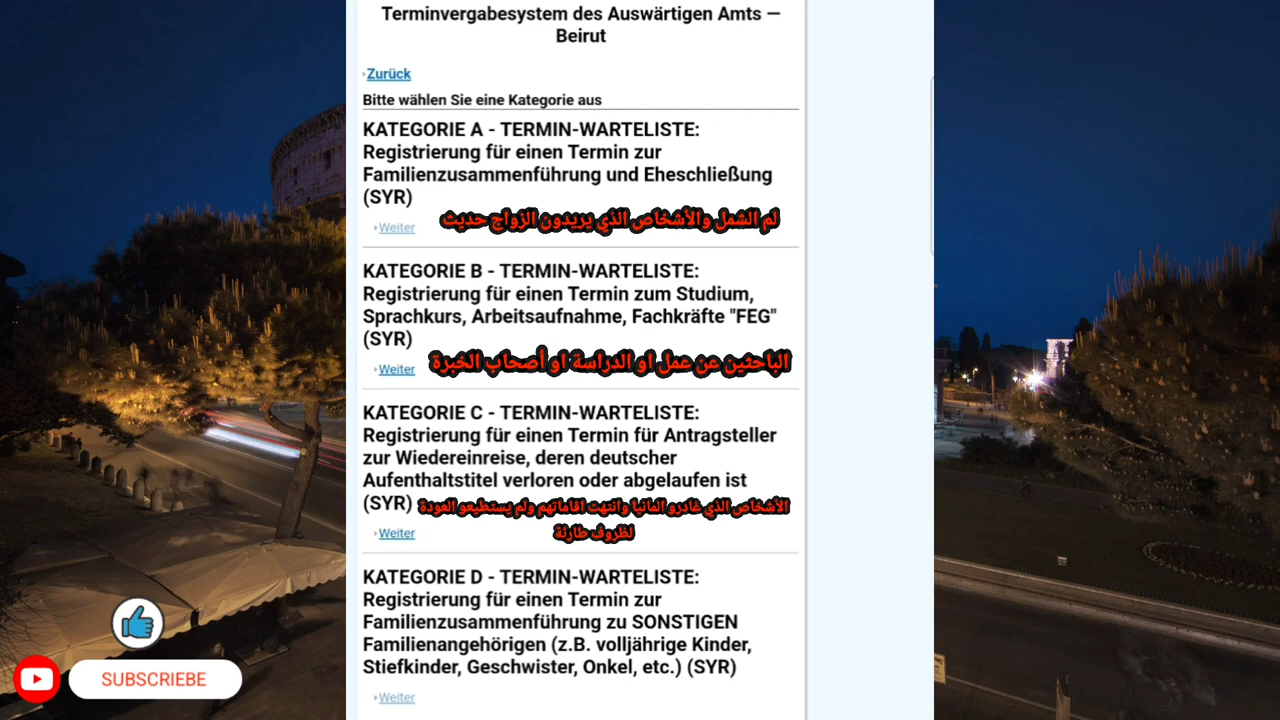 Terminvergabesystem des Auswärtigen Amts —
Beirut
Zurück
Bitte wählen Sie eine Kategorie aus
KATEGORIE A - TERMIN-WARTELISTE:
Registrierung für einen Termin zur
Familienzusammenführung und Eheschließung
(SYR)
لم الشمل والأشخاص الذي يريدون الزواج حديث
Weiter
KATEGORIE B - TERMIN-WARTELISTE:
Registrierung für einen Termin zum Studium,
Sprachkurs, Arbeitsaufnahme, Fachkräfte "FEG"
(SYR)
الباحثين عن عمل او الدراسة او أصحاب الخبرة
Weiter
KATEGORIE C - TERMIN-WARTELISTE:
Registrierung für einen Termin für Antragsteller
zur Wiedereinreise, deren deutscher
Aufenthaltstitel verloren oder abgelaufen ist
(SYR)
الأشخاص الذي غادرو المانيا وانتهت اقاماتهم ولم يستطيعو العودة
لظروف طارئة
Weiter
KATEGORIE D - TERMIN-WARTELISTE:
Registrierung für einen Termin zur
Familienzusammenführung zu SONSTIGEN
Familienangehörigen (z.B. volljährige Kinder,
Stiefkinder, Geschwister, Onkel, etc.) (SYR)
Weiter
SUBSCRIEBE